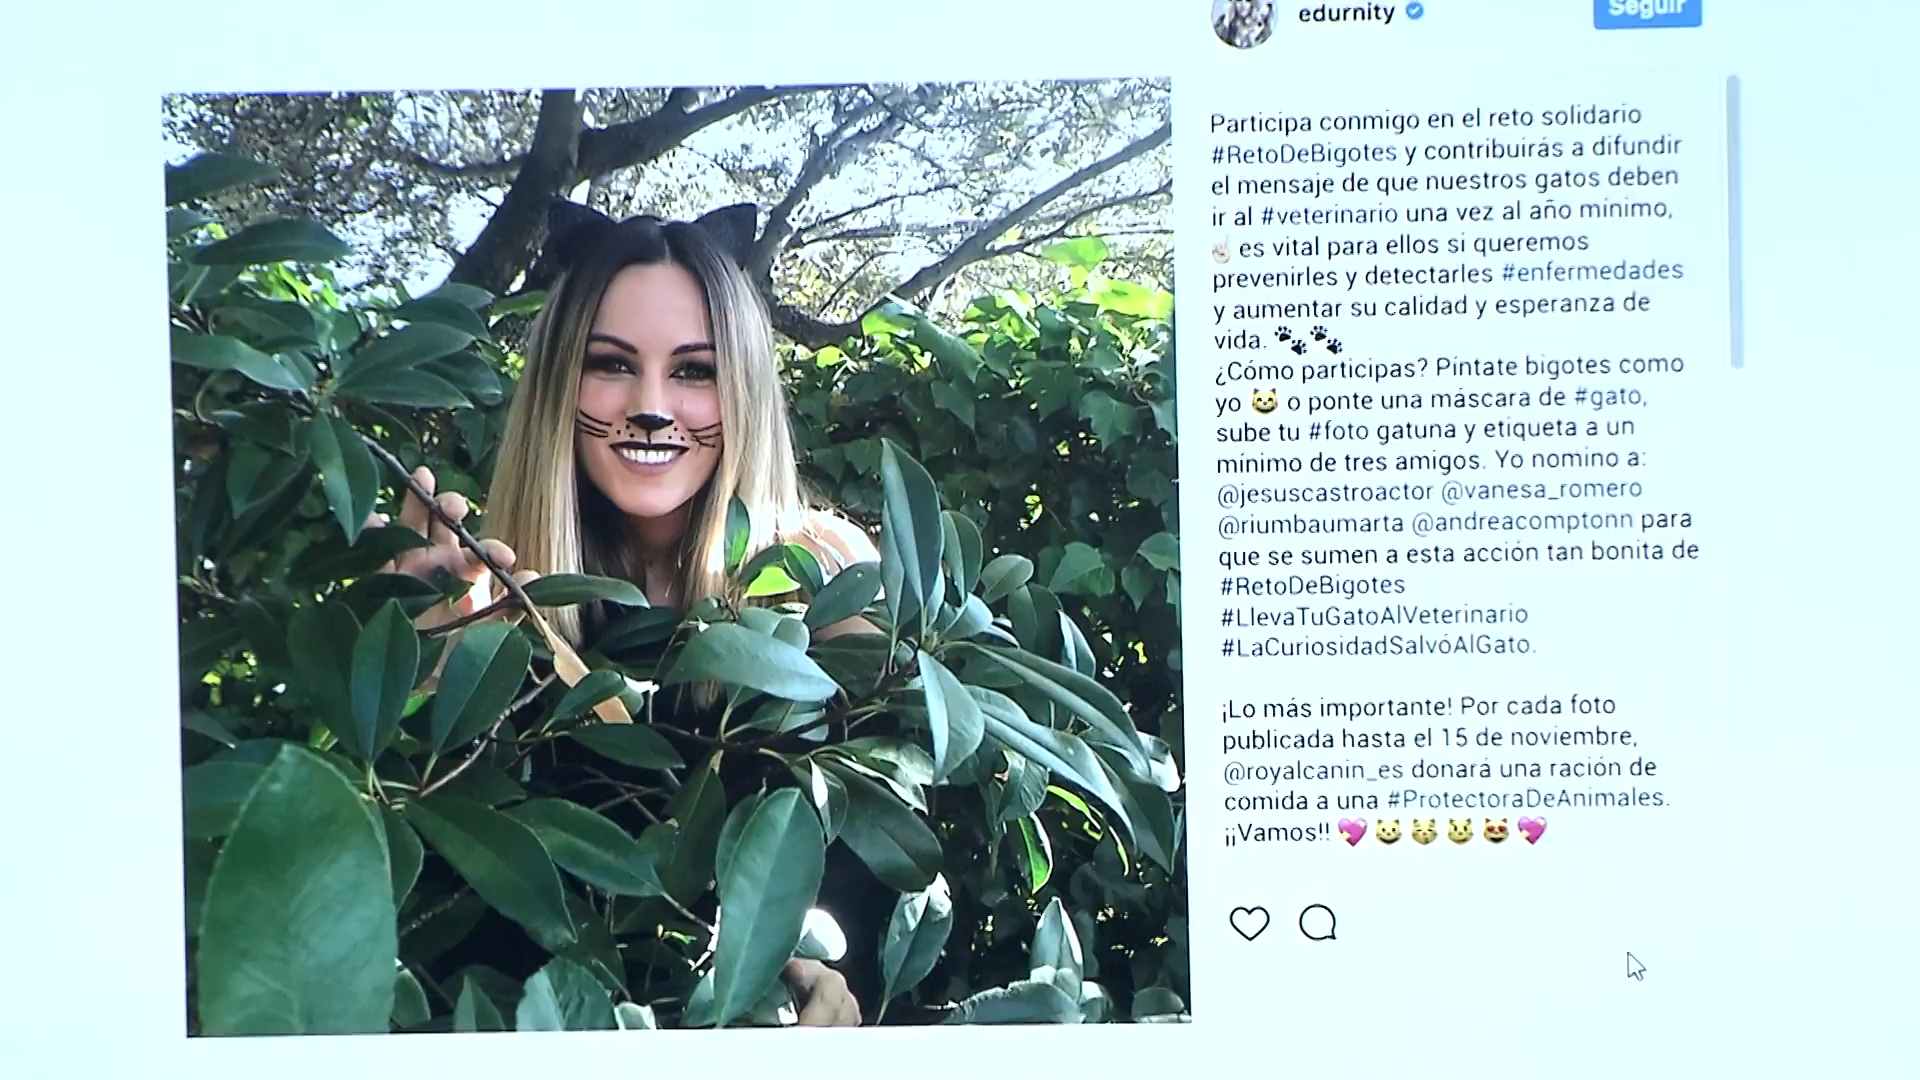 edurnity
Seguir
Participa conmigo en el reto solidario
#RetoDeBigotes y contribuirás a difundir
el mensaje de que nuestros gatos deben
ir al #veterinario una vez al año mínimo,
☝🏻 es vital para ellos si queremos
prevenirles y detectarles #enfermedades
y aumentar su calidad y esperanza de
vida. 🐾🐾
¿Cómo participas? Píntate bigotes como
yo 😺 o ponte una máscara de #gato,
sube tu #foto gatuna y etiqueta a un
mínimo de tres amigos. Yo nomino a:
@jesuscastroactor @vanesa_romero
@riumbaumarta @andreacomptonn para
que se sumen a esta acción tan bonita de
#RetoDeBigotes
#LlevaTuGatoAlVeterinario
#LaCuriosidadSalvóAlGato.
¡Lo más importante! Por cada foto
publicada hasta el 15 de noviembre,
@royalcanin_es donará una ración de
comida a una #ProtectoraDeAnimales.
¡¡Vamos!! 💖😺😽😼😻💖